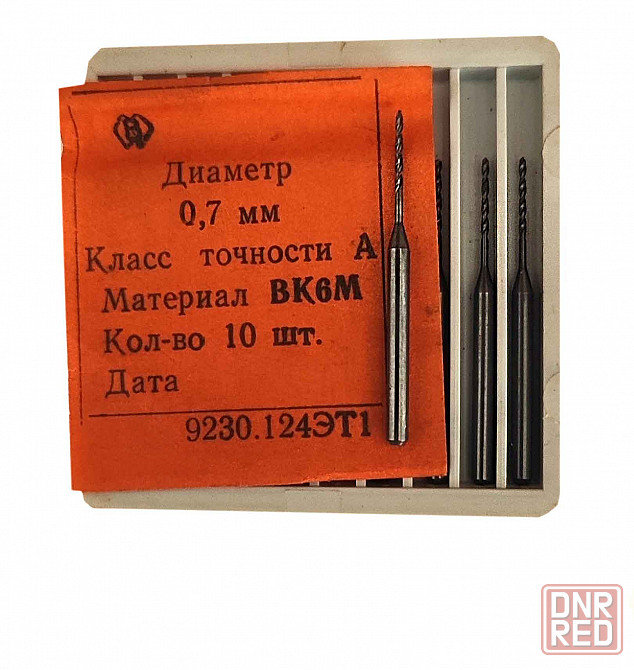 Диаметр
0,7 мм
Класс точности А
Материал ВК6М
Кол-во 10 шт.
Дата
9230.124ЭТ1
DNR
RED